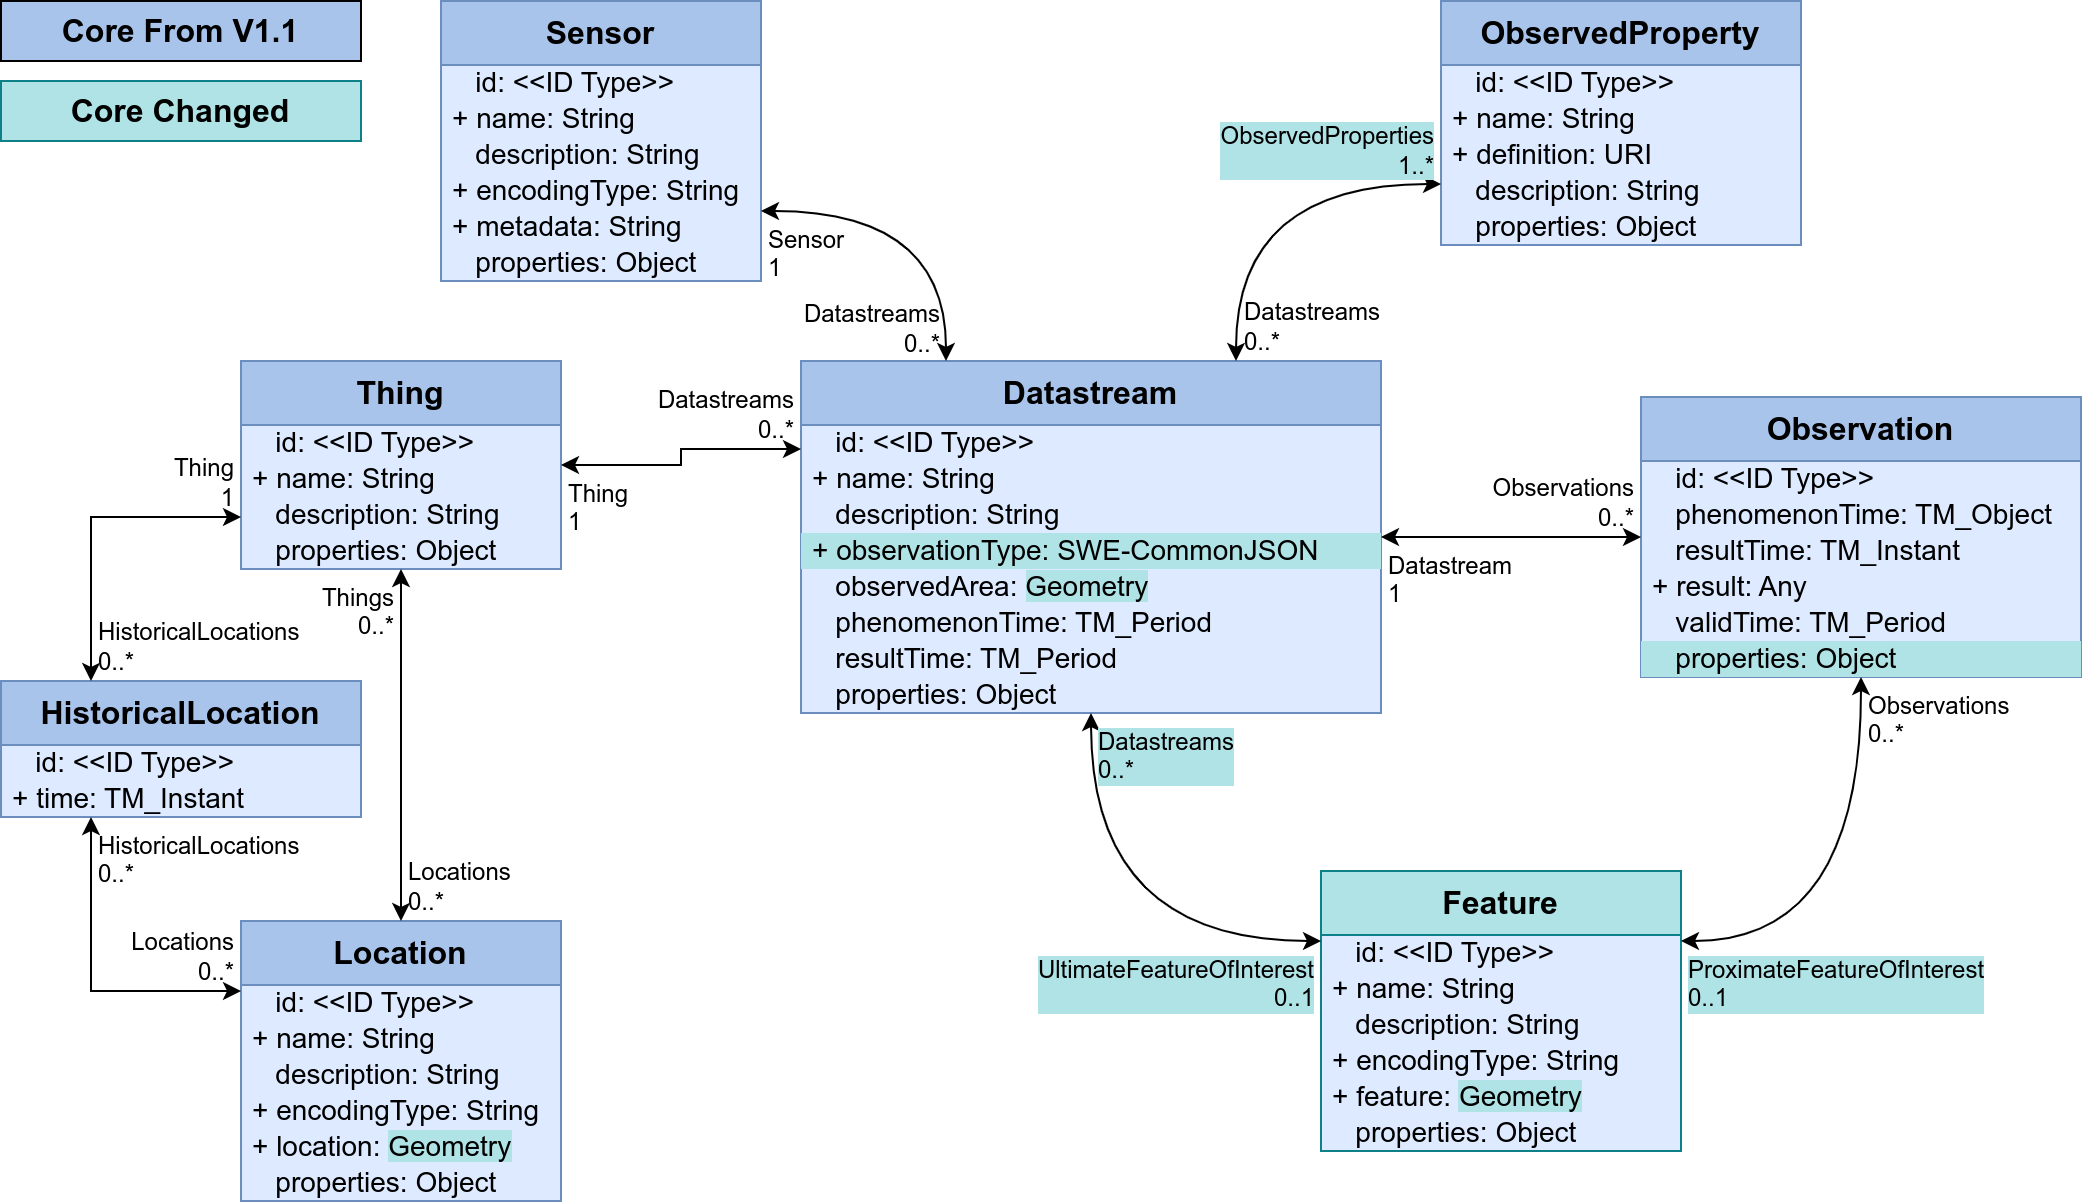 Core From V1.1
Core Changed
Sensor
id: <<ID Type>>
+ name: String
description: String
+ encodingType: String
+ metadata: String
properties: Object
ObservedProperty
id: <<ID Type>>
+ name: String
+ definition: URI
description: String
properties: Object
ObservedProperties
1..*
Sensor
1
Datastreams
0..*
Datastreams
0..*
Thing
id: <<ID Type>>
+ name: String
description: String
properties: Object
Datastreams
0..*
Thing
1
Thing
1
Datastream
id: <<ID Type>>
+ name: String
description: String
+ observationType: SWE-CommonJSON
observedArea: Geometry
phenomenonTime: TM_Period
resultTime: TM_Period
properties: Object
Observations
0..*
Datastream
1
Observation
id: <<ID Type>>
phenomenonTime: TM_Object
resultTime: TM_Instant
+ result: Any
validTime: TM_Period
properties: Object
Things
0..*
HistoricalLocations
0..*
HistoricalLocation
id: <<ID Type>>
+ time: TM_Instant
HistoricalLocations
0..*
Locations
0..*
Locations
0..*
Location
id: <<ID Type>>
+ name: String
description: String
+ encodingType: String
+ location: Geometry
properties: Object
Datastreams
0..*
Observations
0..*
UltimateFeatureOfInterest
0..1
Feature
id: <<ID Type>>
+ name: String
description: String
+ encodingType: String
+ feature: Geometry
properties: Object
ProximateFeatureOfInterest
0..1